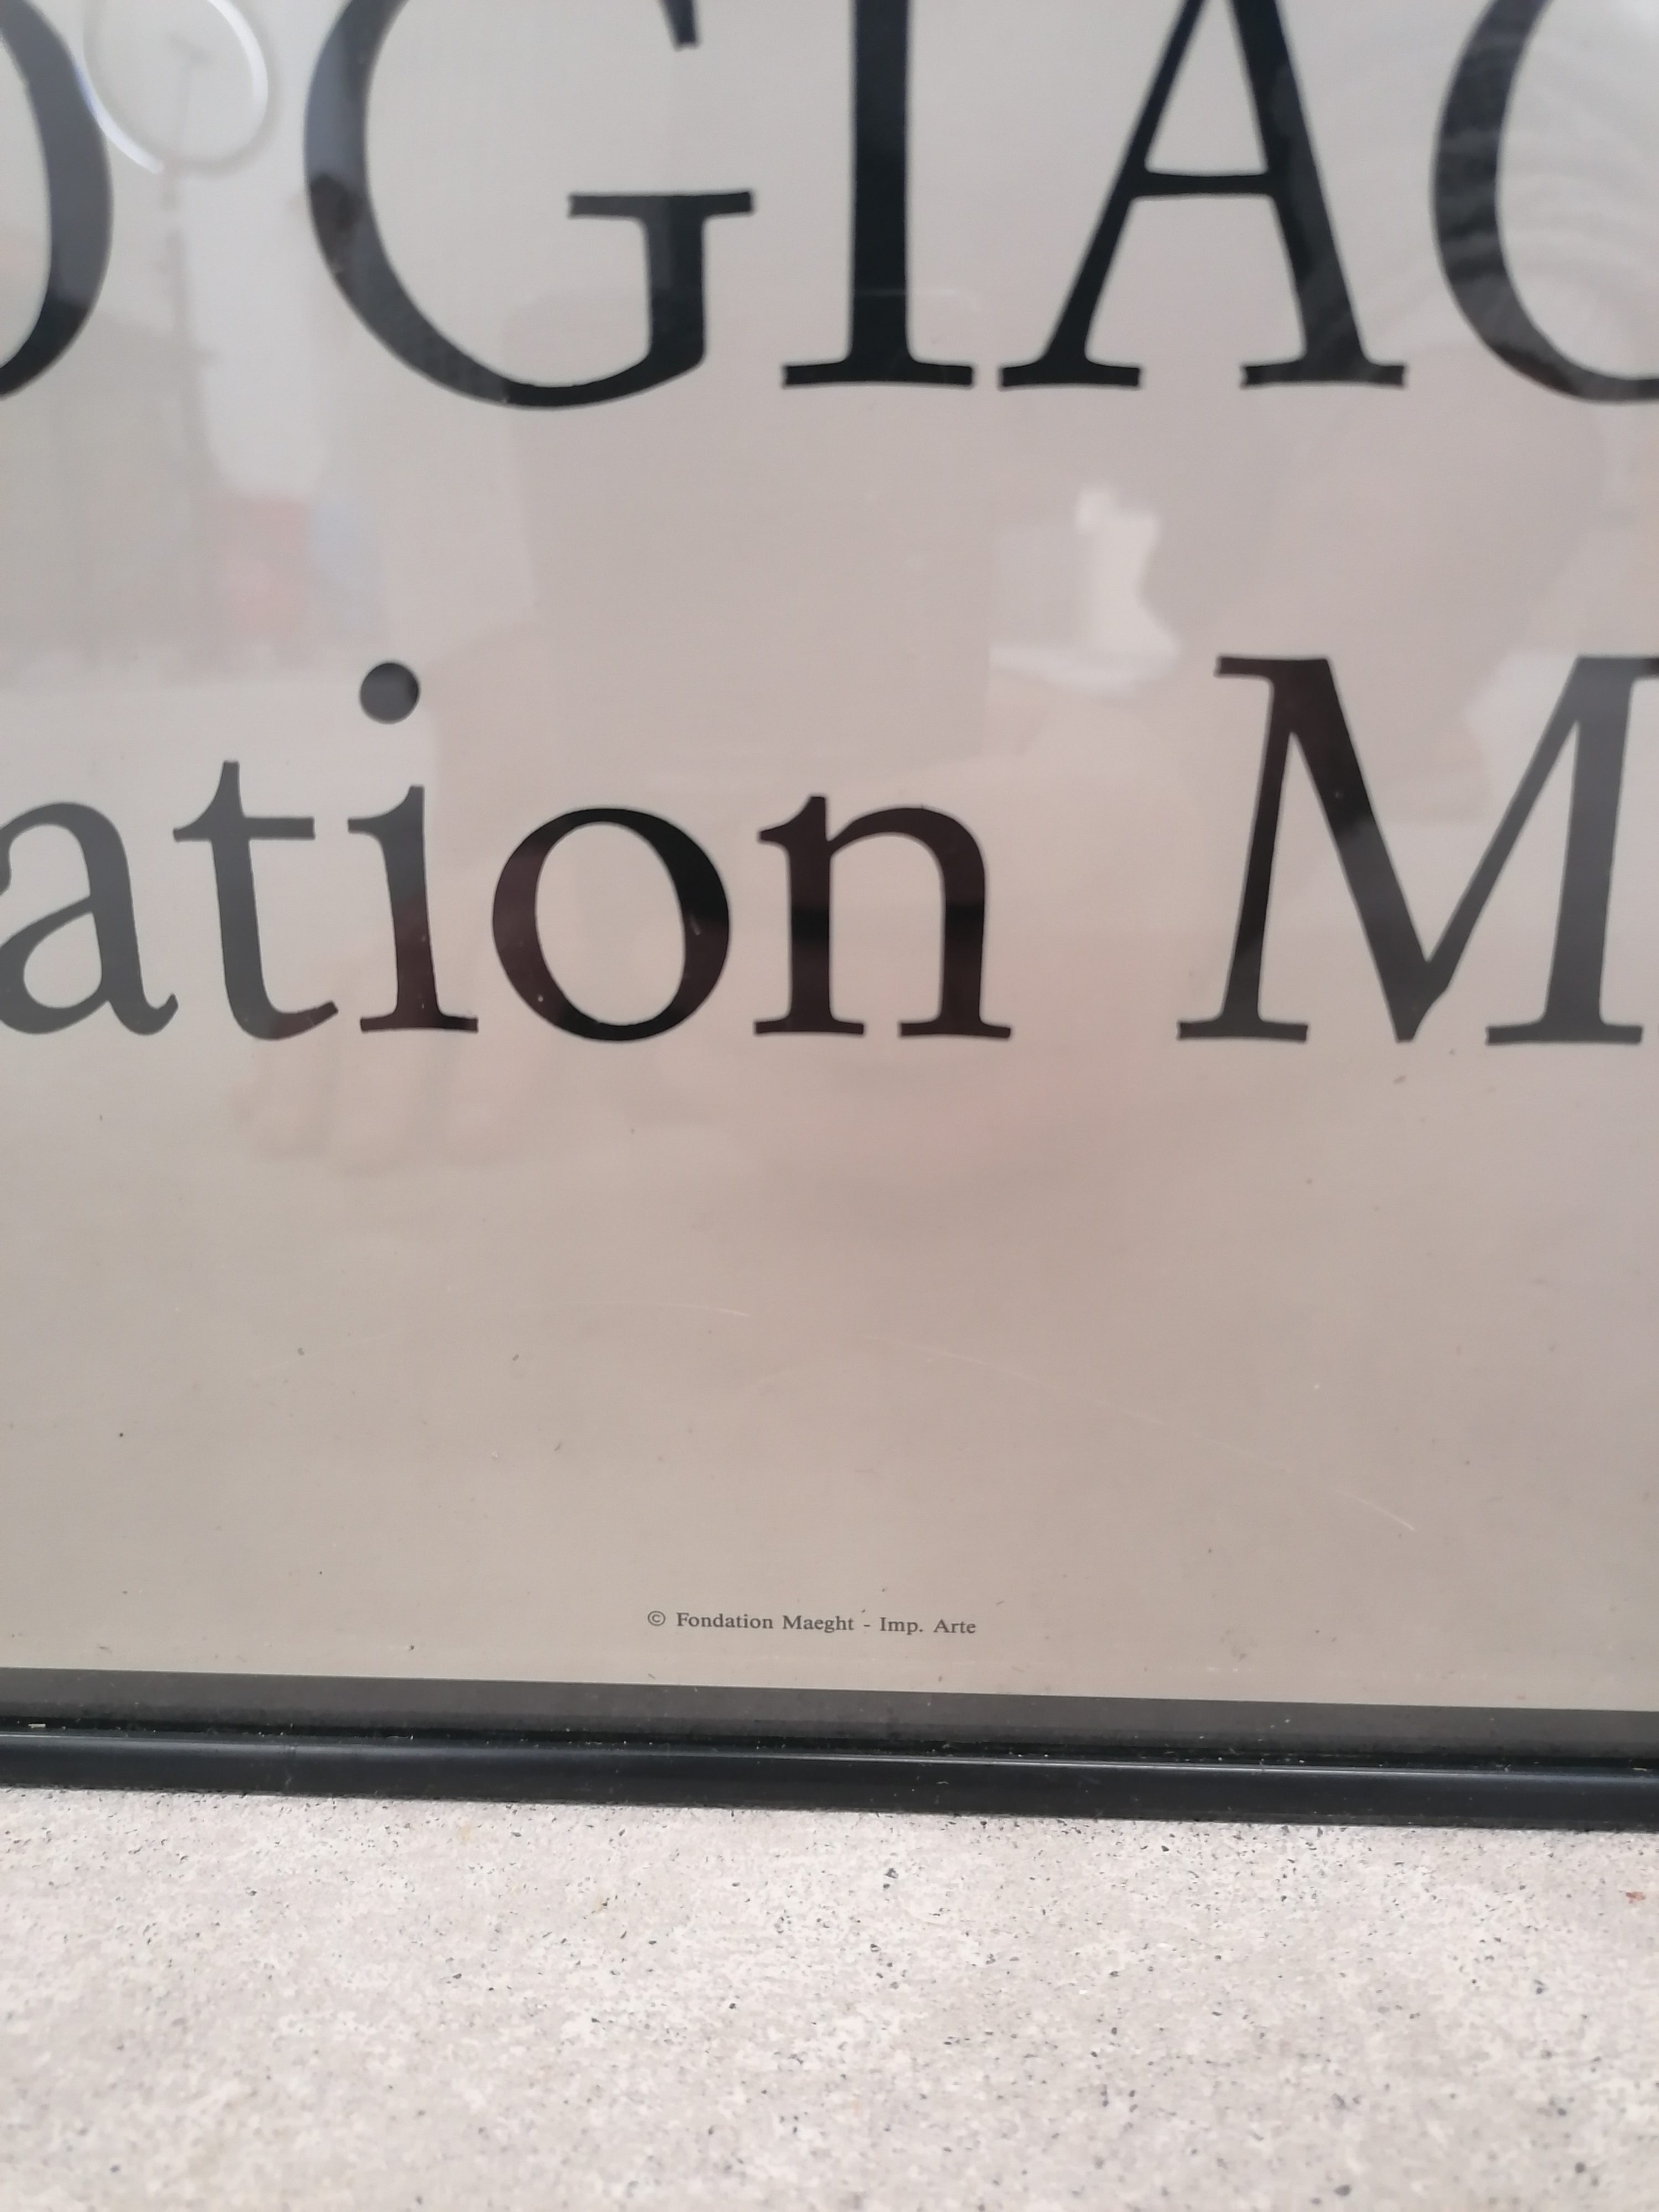 O GIAC
ation M
© Fondation Maeght - Imp. Arte